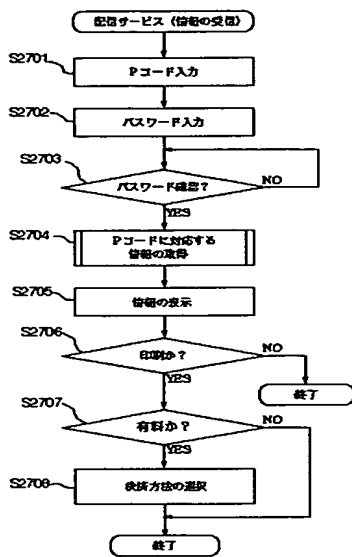 配信サービス（情報の受信）
S2701
Pコード入力
S2702
パスワード入力
S2703
パスワード確認？
NO
YES
S2704
Pコードに対応する
情報の取得
S2705
情報の表示
S2706
印刷か？
NO
YES
終了
S2707
有料か？
NO
YES
S2708
決済方法の選択
終了